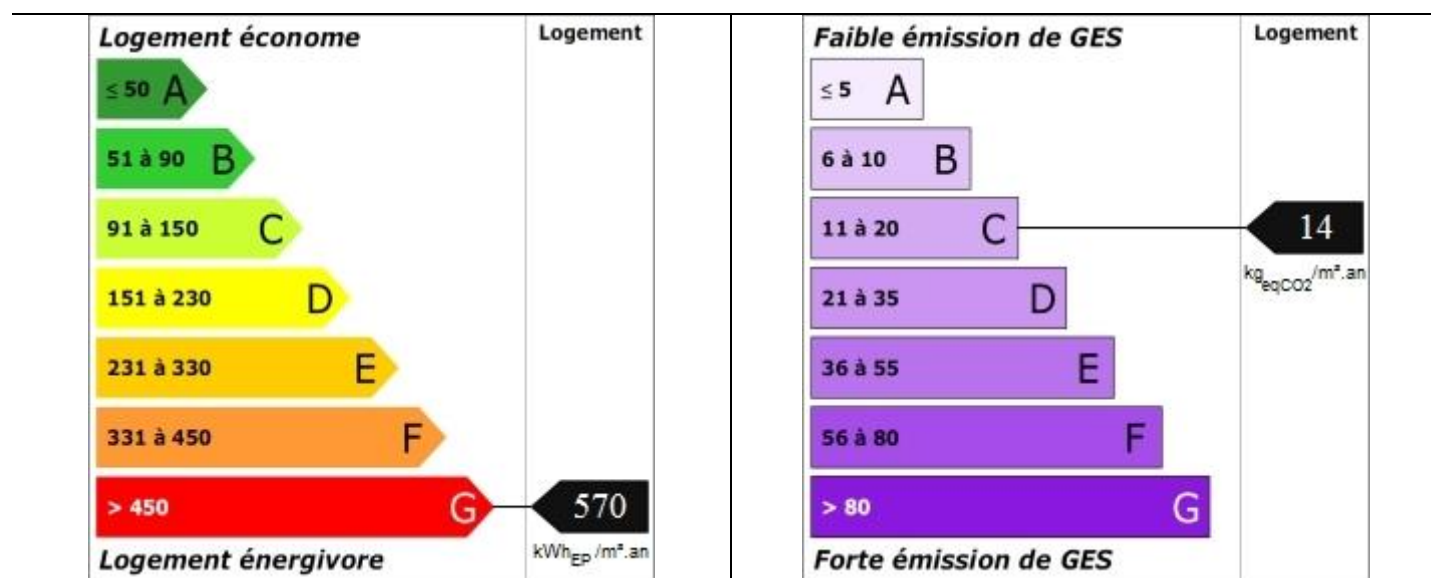 Logement économe
Logement
≤ 50 A
51 à 90 B
91 à 150 C
151 à 230 D
231 à 330 E
331 à 450 F
> 450 G
570
kWhEP/m².an
Logement énergivore
Faible émission de GES
Logement
≤ 5 A
6 à 10 B
11 à 20 C
14
kgeqCO2/m².an
21 à 35 D
36 à 55 E
56 à 80 F
> 80 G
Forte émission de GES